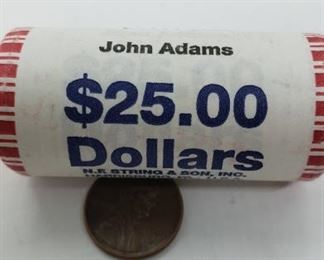 John Adams
$25.00
Dollars
N.F. STRING & SON, INC.